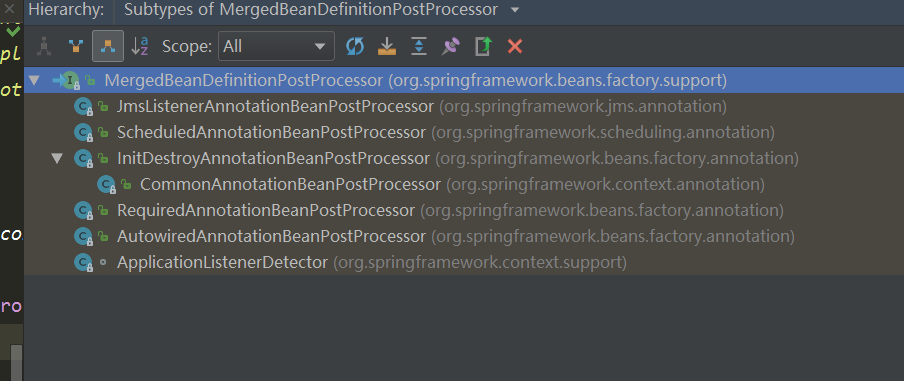 Hierarchy: Subtypes of MergedBeanDefinitionPostProcessor
Scope: All
MergedBeanDefinitionPostProcessor (org.springframework.beans.factory.support)
JmsListenerAnnotationBeanPostProcessor (org.springframework.jms.annotation)
ScheduledAnnotationBeanPostProcessor (org.springframework.scheduling.annotation)
InitDestroyAnnotationBeanPostProcessor (org.springframework.beans.factory.annotation)
CommonAnnotationBeanPostProcessor (org.springframework.context.annotation)
RequiredAnnotationBeanPostProcessor (org.springframework.beans.factory.annotation)
AutowiredAnnotationBeanPostProcessor (org.springframework.beans.factory.annotation)
ApplicationListenerDetector (org.springframework.context.support)
pl
ot
co
ro